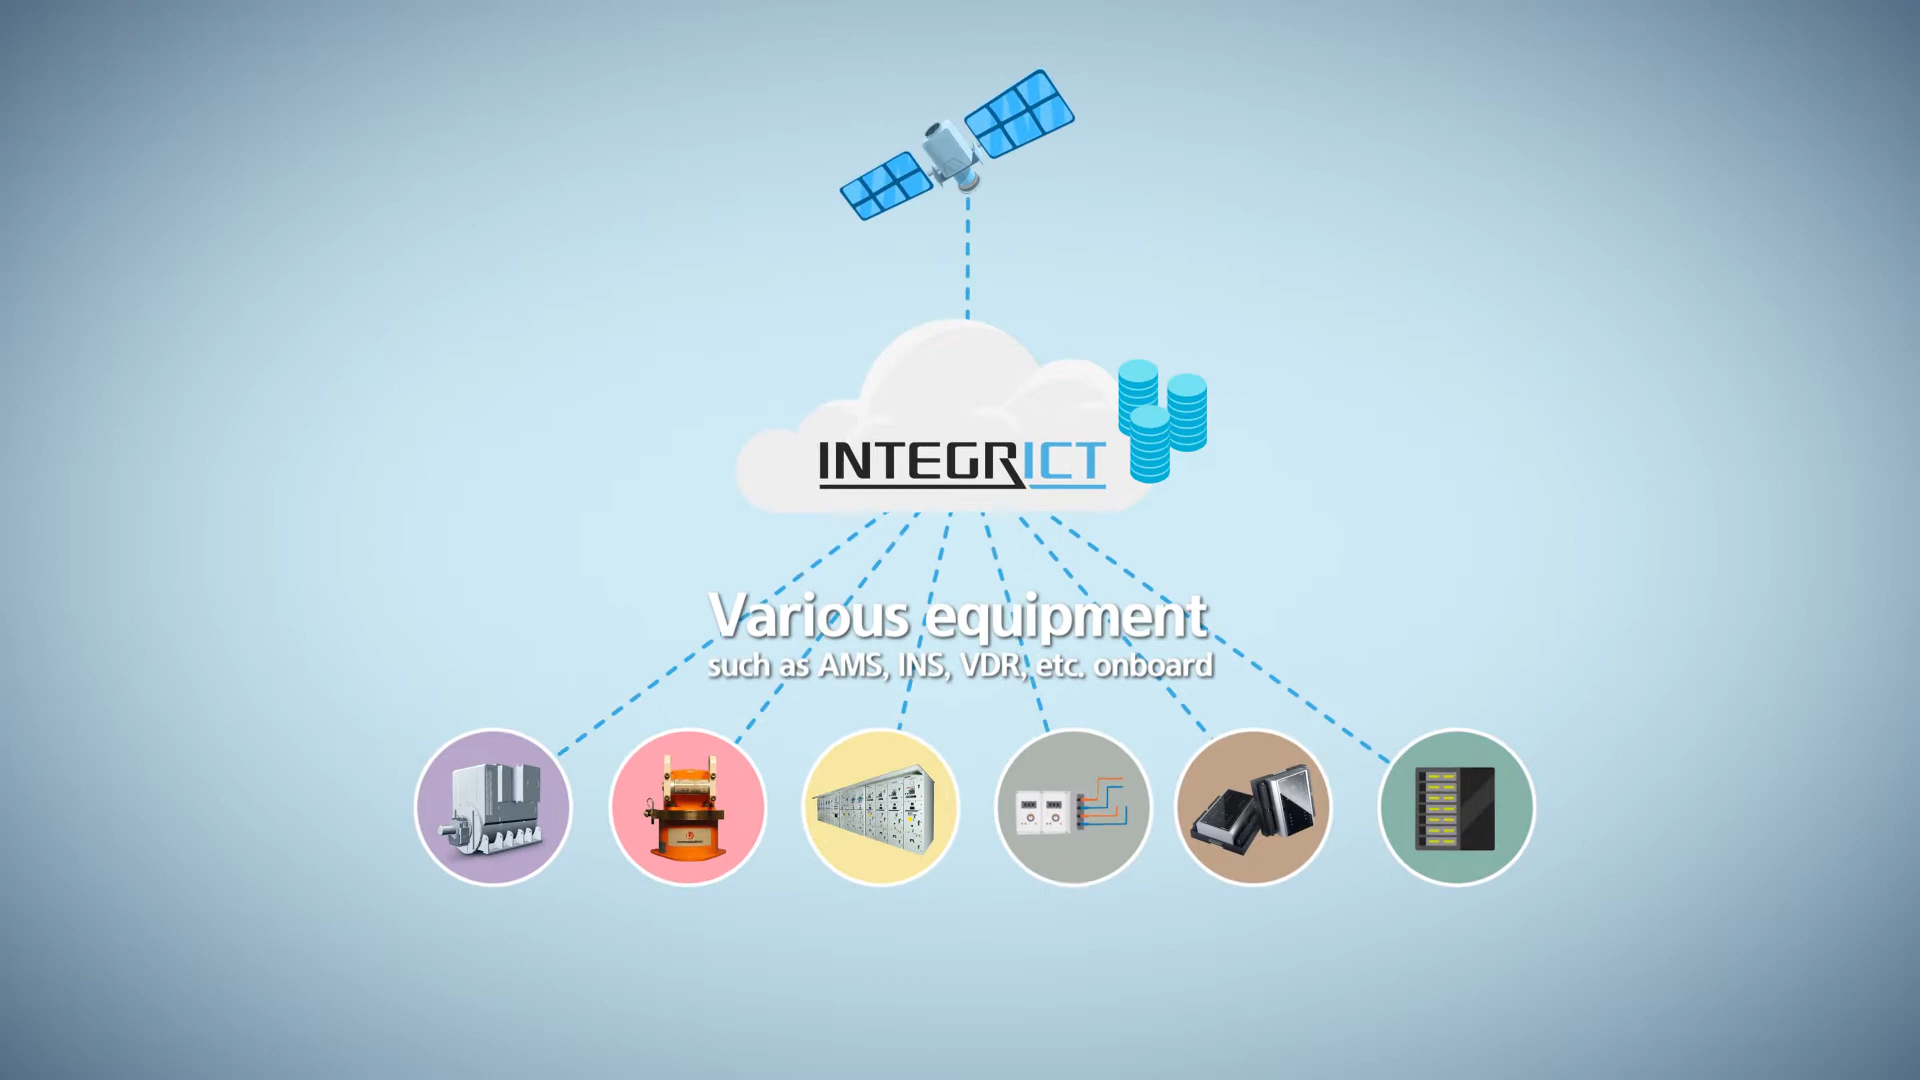 INTEGRICT
Various equipment
such as AMS, INS, VDR, etc. onboard